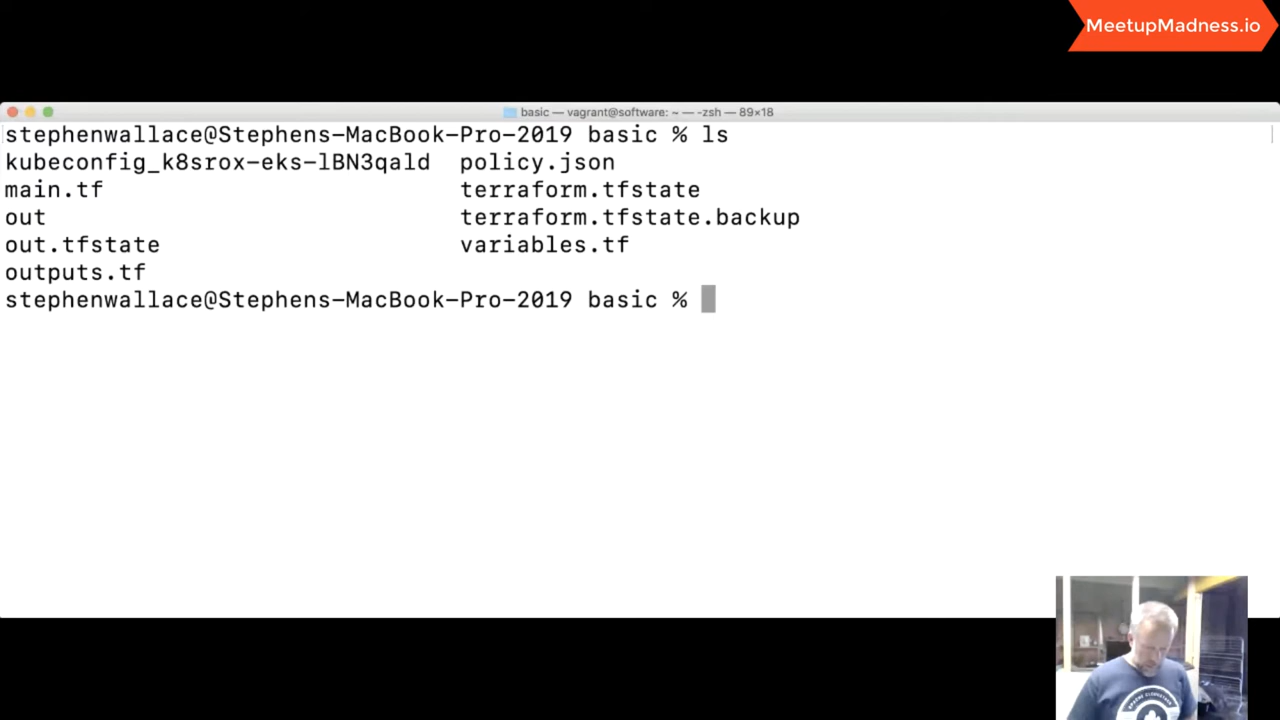 MeetupMadness.io
basic — vagrant@software: ~ — -zsh — 89×18
stephenwallace@Stephens-MacBook-Pro-2019 basic % ls
kubeconfig_k8srox-eks-lBN3qald policy.json
main.tf terraform.tfstate
out terraform.tfstate.backup
out.tfstate variables.tf
outputs.tf
stephenwallace@Stephens-MacBook-Pro-2019 basic %